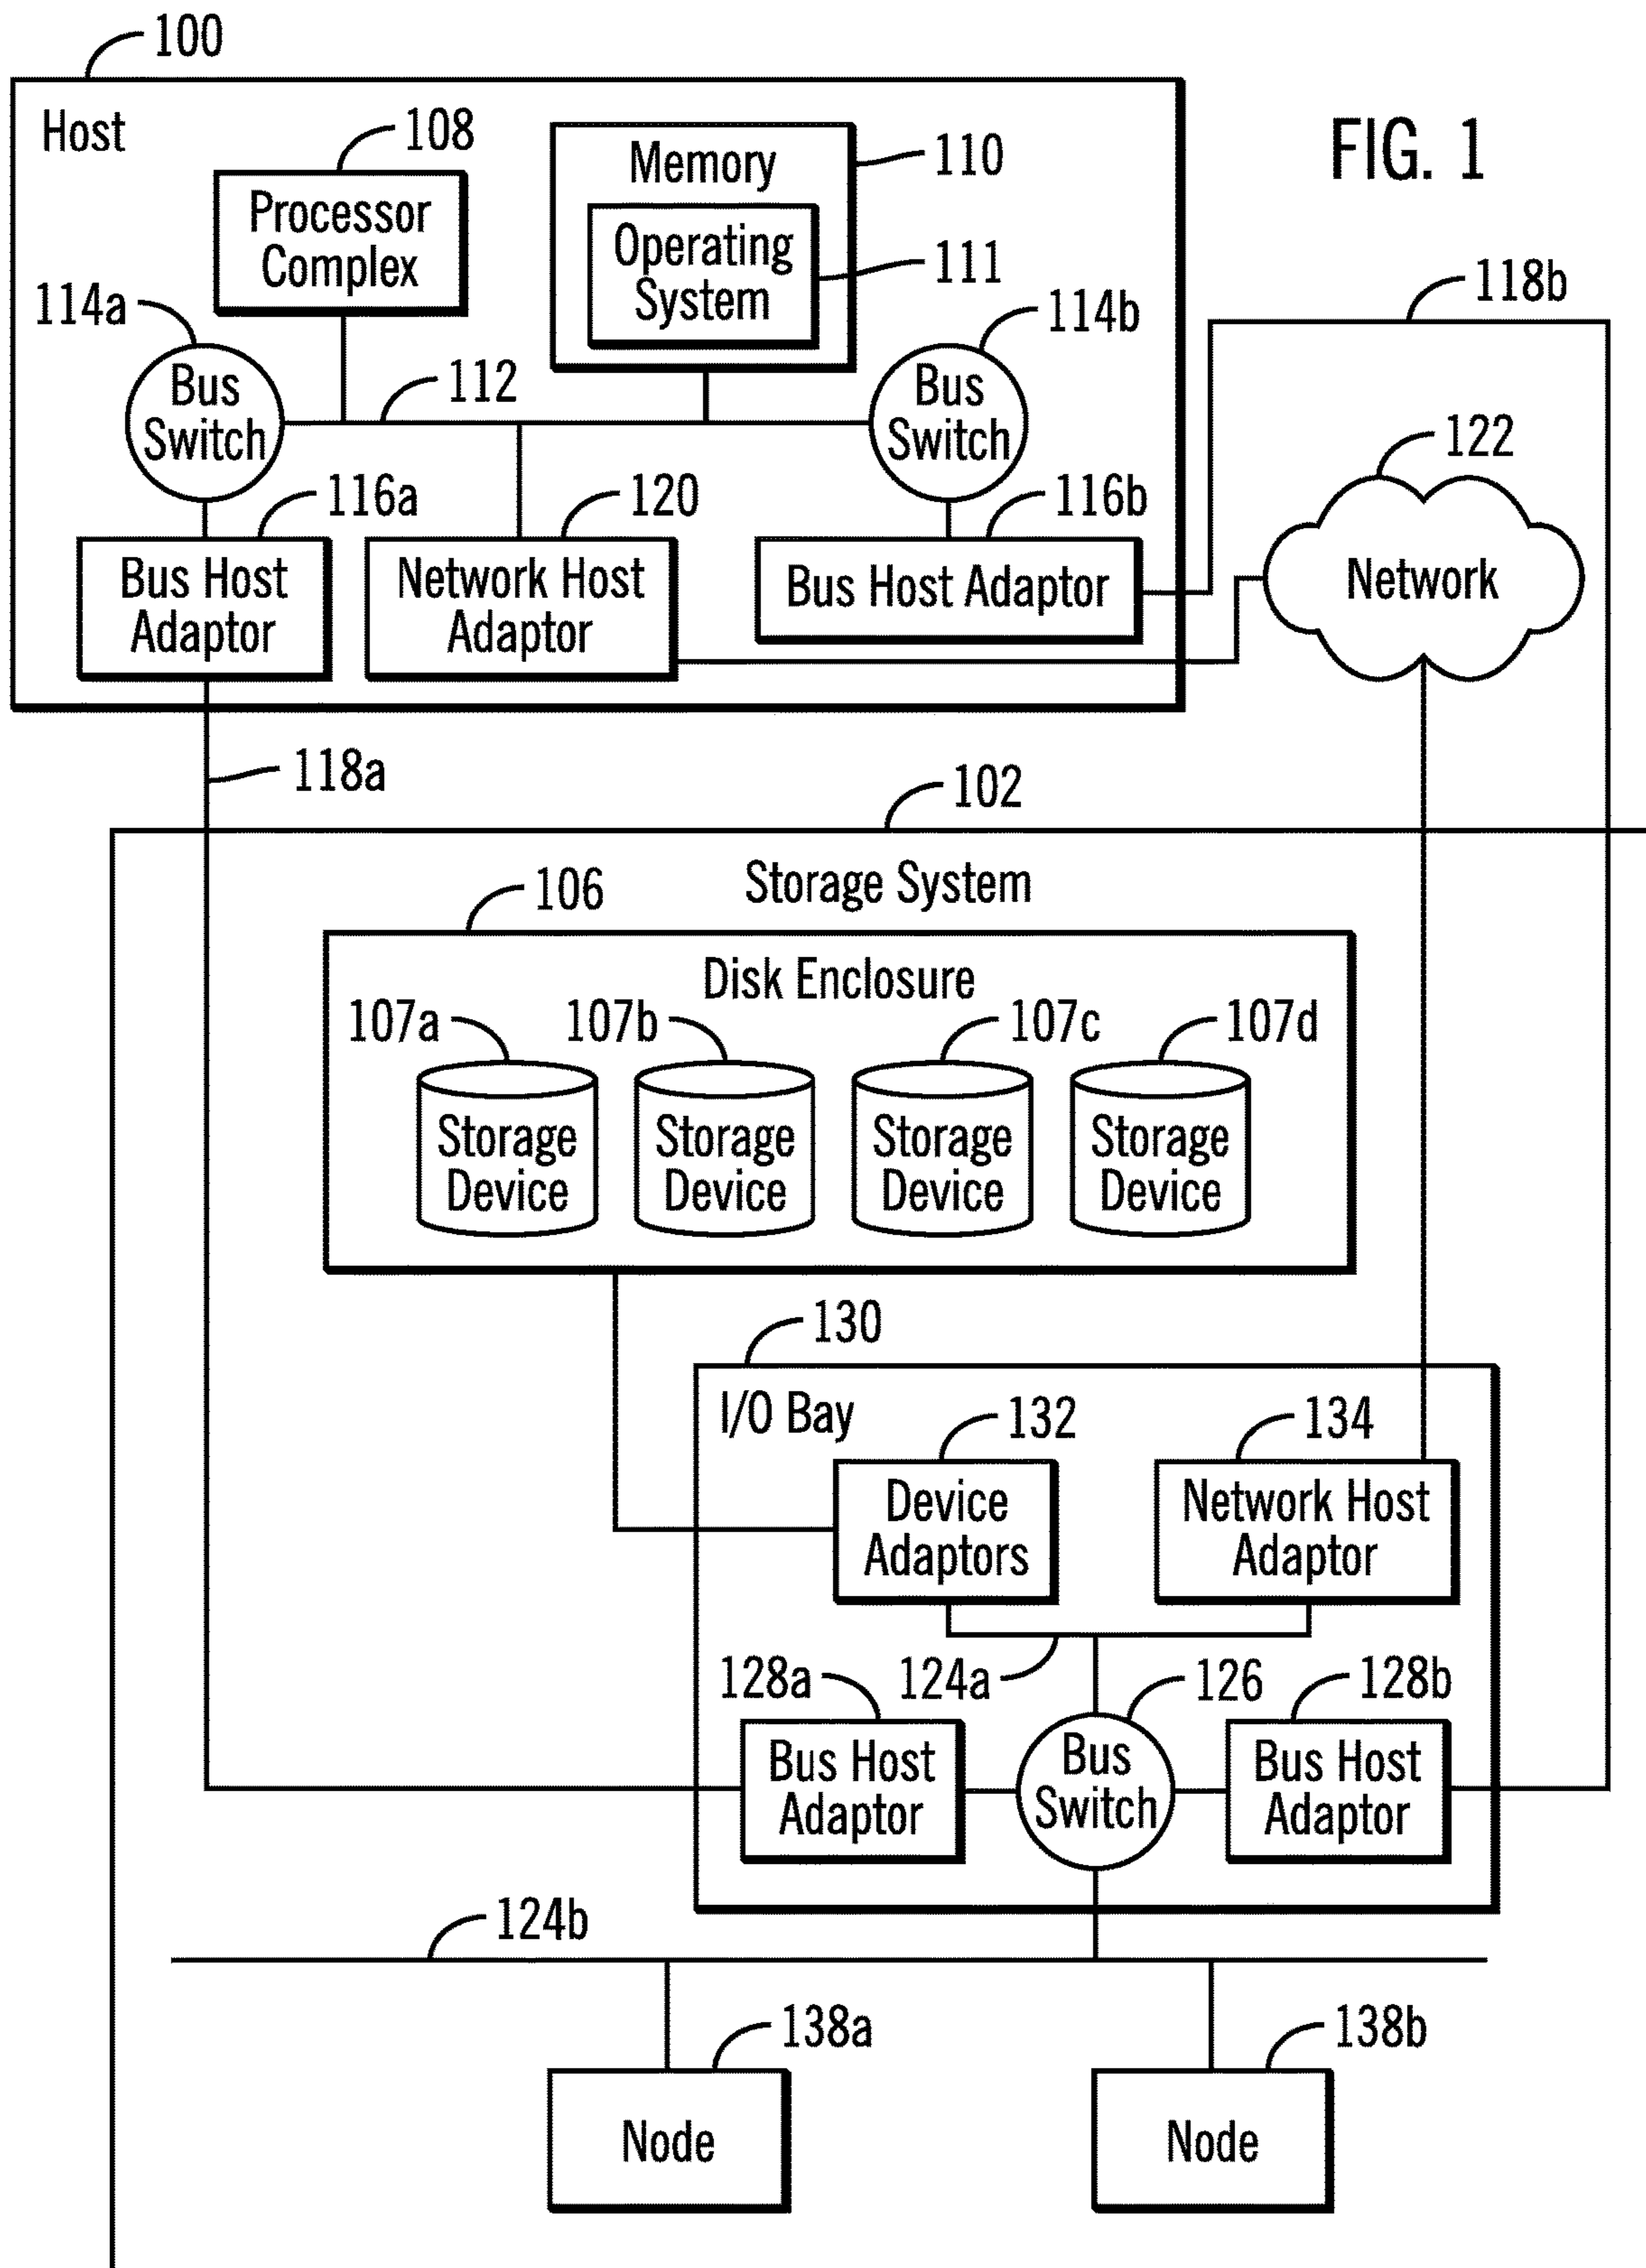 100
Host
108
Memory
110
FIG. 1
Processor
Complex
Operating
System
111
118b
114a
114b
Bus
Switch
112
Bus
Switch
122
116a
120
116b
Bus Host
Adaptor
Network Host
Adaptor
Bus Host Adaptor
Network
118a
102
Storage System
106
Disk Enclosure
107a
107b
107c
107d
Storage
Device
Storage
Device
Storage
Device
Storage
Device
130
I/O Bay
132
134
Device
Adaptors
Network Host
Adaptor
128a
124a
126
128b
Bus Host
Adaptor
Bus
Switch
Bus Host
Adaptor
124b
138a
138b
Node
Node